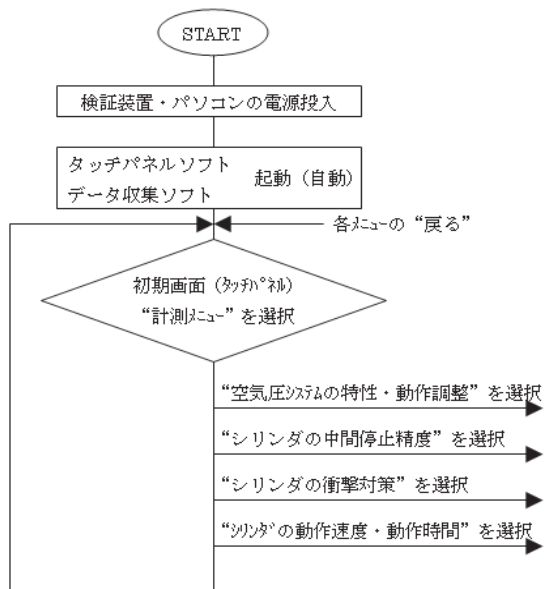 START
検証装置・パソコンの電源投入
タッチパネルソフト
データ収集ソフト
起動（自動）
各ﾒﾆｭｰの“戻る”
初期画面（ﾀｯﾁﾊﾟﾈﾙ）
“計測ﾒﾆｭｰ”を選択
“空気圧ｼｽﾃﾑの特性・動作調整”を選択
“シリンダの中間停止精度”を選択
“シリンダの衝撃対策”を選択
“ｼﾘﾝﾀﾞの動作速度・動作時間”を選択